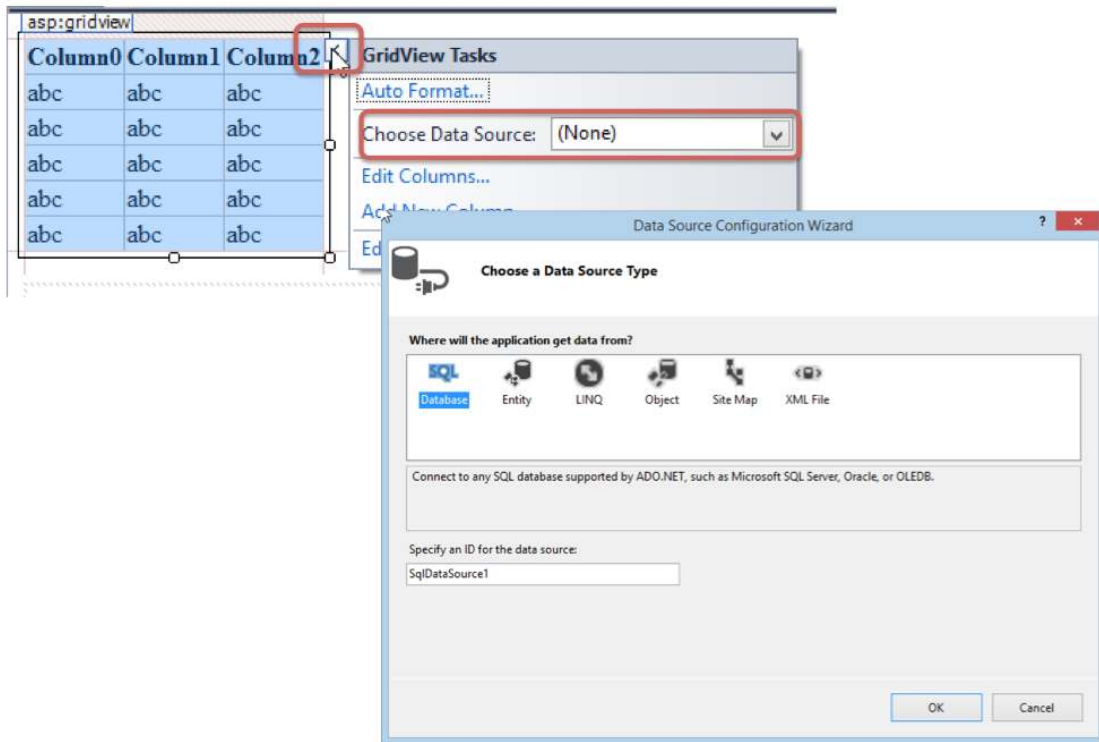 asp:gridview
Column0 Column1 Column2
abc abc abc
abc abc abc
abc abc abc
abc abc abc
abc abc abc
GridView Tasks
Auto Format...
Choose Data Source: (None)
Edit Columns...
Add New Column
Ed
Data Source Configuration Wizard
? ×
Choose a Data Source Type
Where will the application get data from?
SQL
Database Entity LINQ Object Site Map XML File
Connect to any SQL database supported by ADO.NET, such as Microsoft SQL Server, Oracle, or OLEDB.
Specify an ID for the data source:
SqlDataSource1
OK Cancel